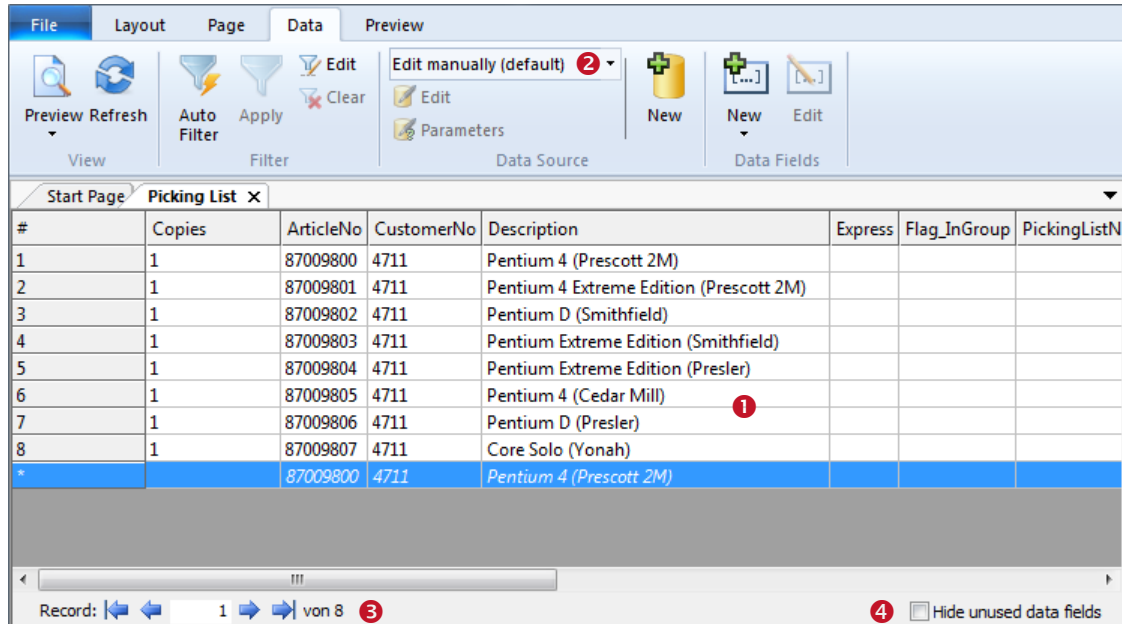 File Layout Page Data Preview
Edit Edit manually (default) 2
Clear Edit
Preview Refresh Auto Filter Apply Parameters New New Edit
View Filter Data Source Data Fields
Start Page Picking List X
# Copies ArticleNo CustomerNo Description Express Flag_InGroup PickingListN
1 1 87009800 4711 Pentium 4 (Prescott 2M)
2 1 87009801 4711 Pentium 4 Extreme Edition (Prescott 2M)
3 1 87009802 4711 Pentium D (Smithfield)
4 1 87009803 4711 Pentium Extreme Edition (Smithfield)
5 1 87009804 4711 Pentium Extreme Edition (Presler)
6 1 87009805 4711 Pentium 4 (Cedar Mill) 1
7 1 87009806 4711 Pentium D (Presler)
8 1 87009807 4711 Core Solo (Yonah)
* 87009800 4711 Pentium 4 (Prescott 2M)
Record: 1 von 8 3 4 Hide unused data fields